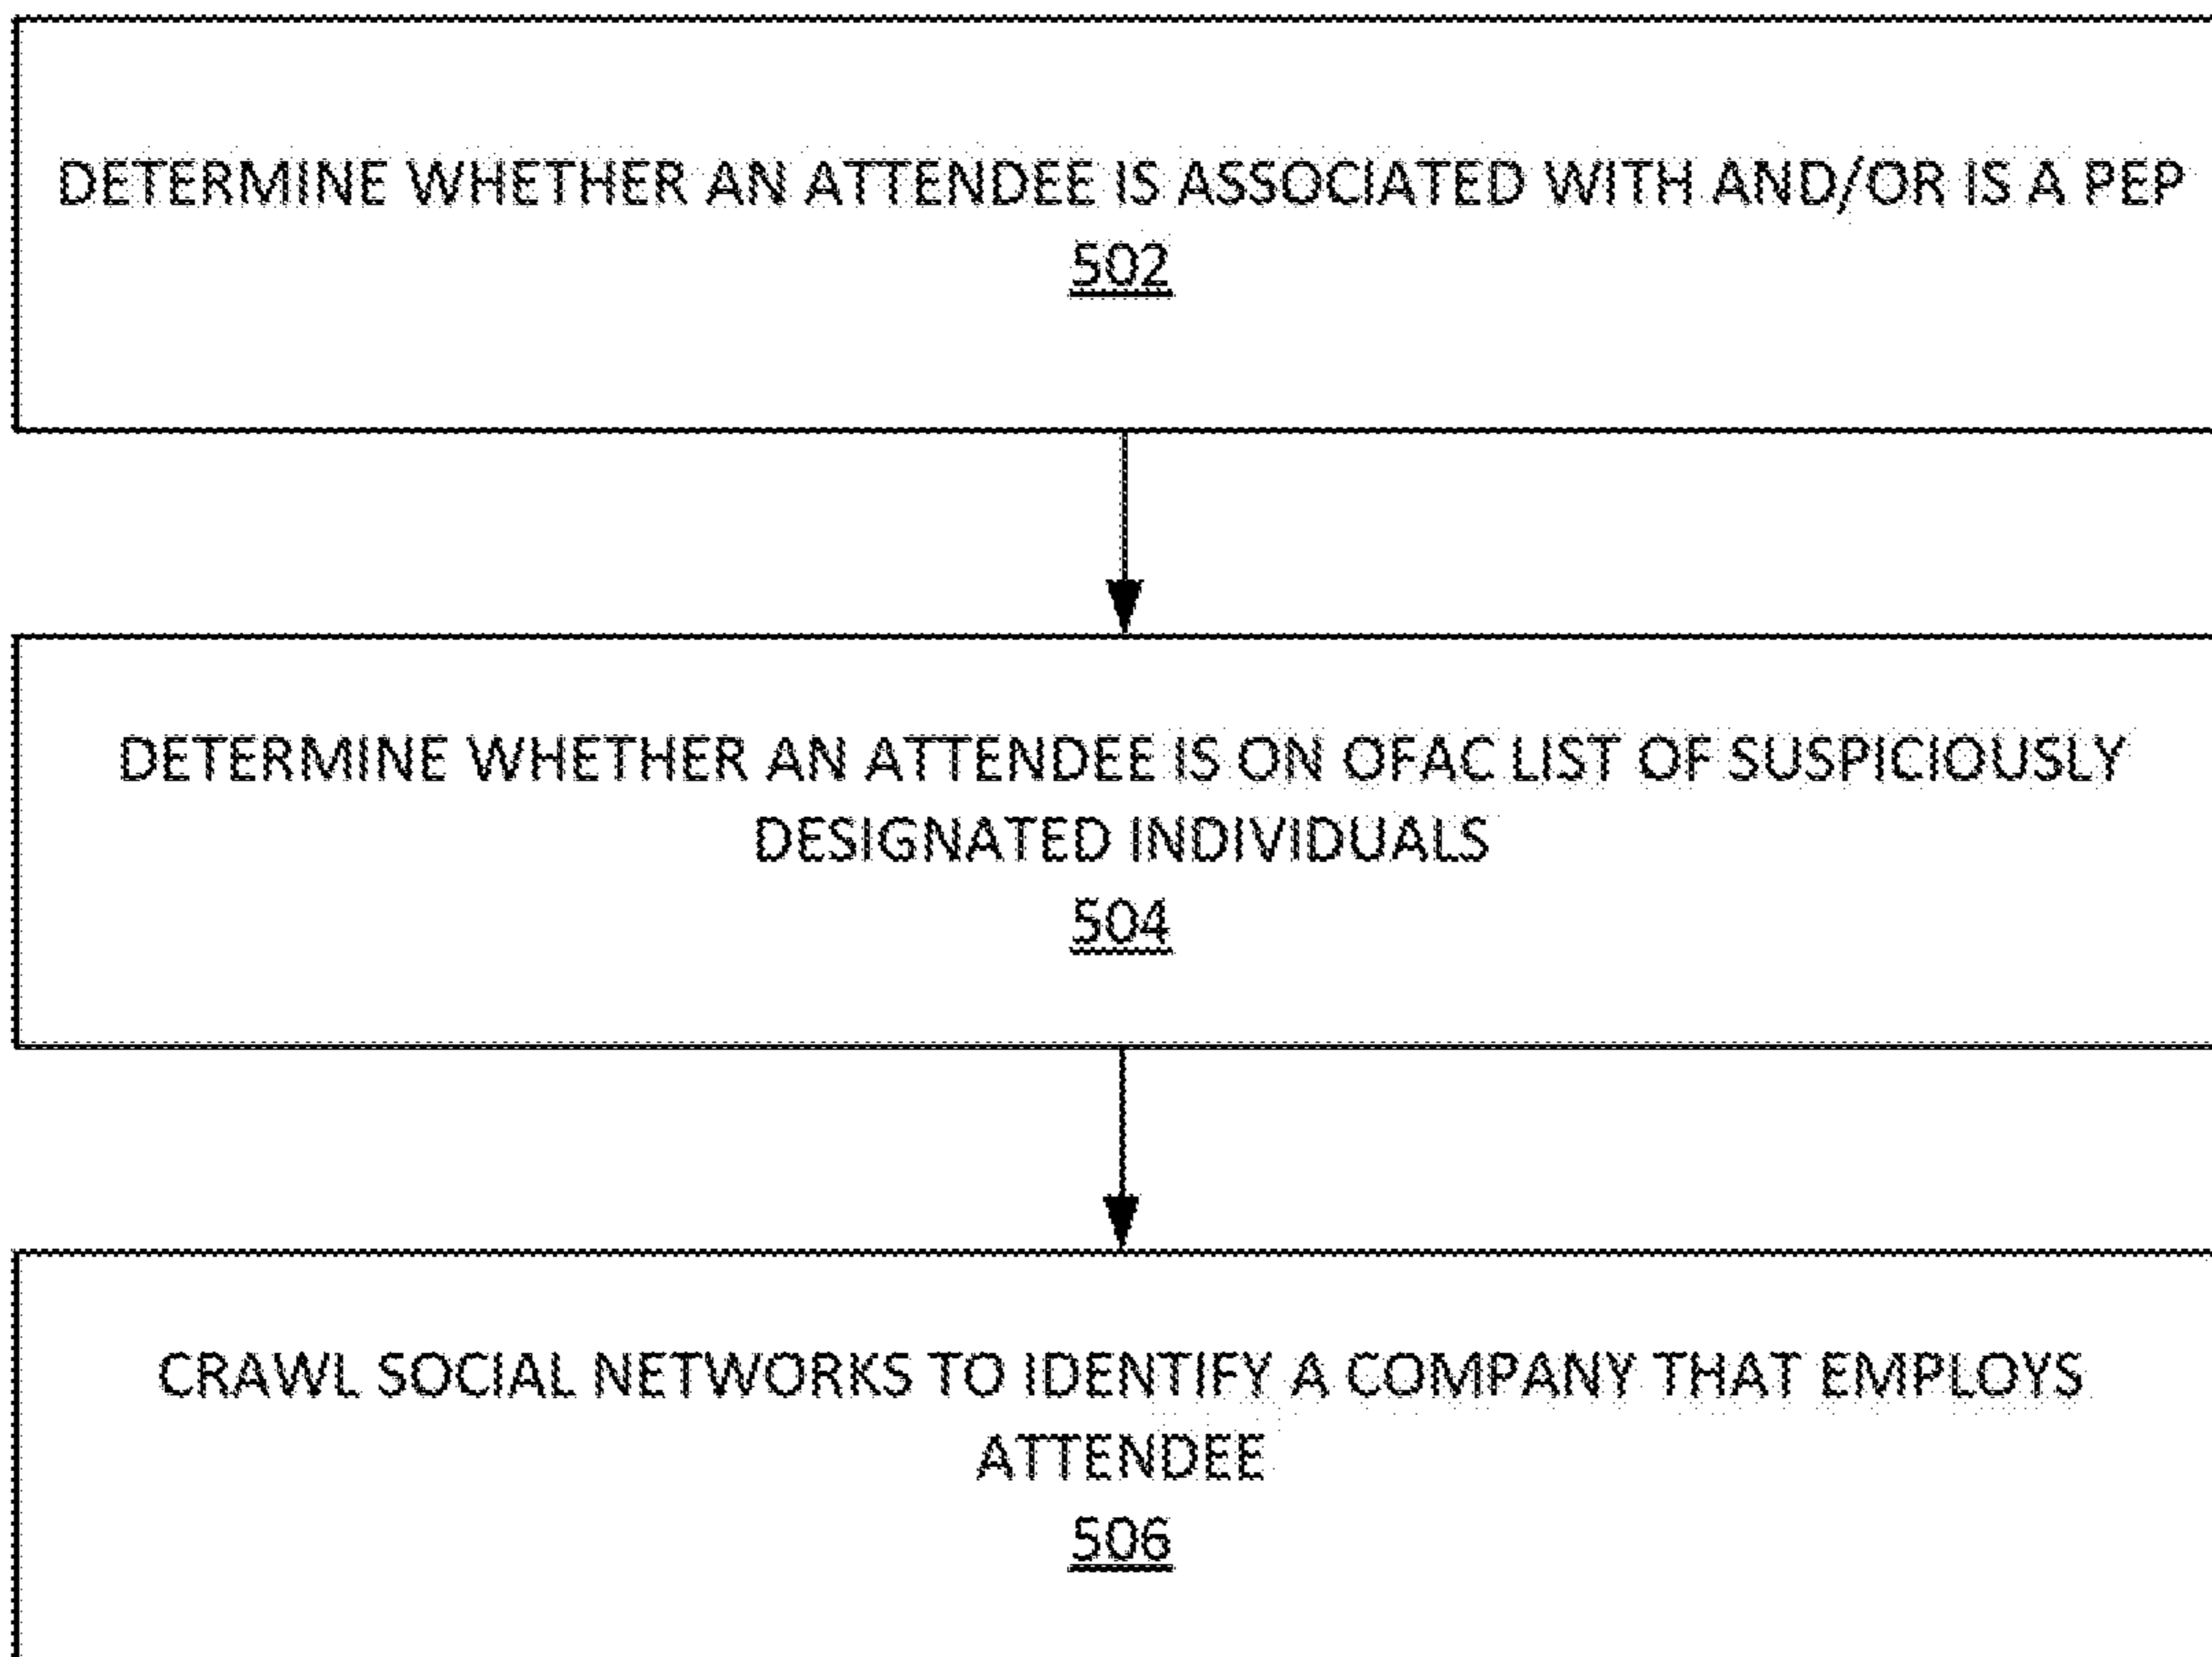 DETERMINE WHETHER AN ATTENDEE IS ASSOCIATED WITH AND/OR IS A PEP
502
DETERMINE WHETHER AN ATTENDEE IS ON OFAC LIST OF SUSPICIOUSLY
DESIGNATED INDIVIDUALS
504
CRAWL SOCIAL NETWORKS TO IDENTIFY A COMPANY THAT EMPLOYS
ATTENDEE
506